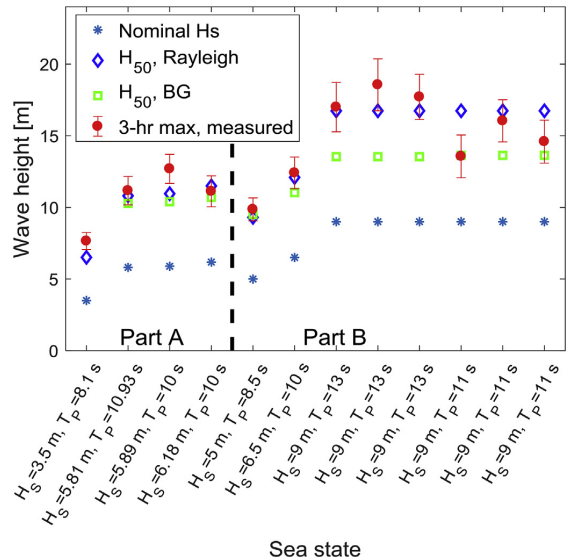 Nominal Hs
H50, Rayleigh
H50, BG
3-hr max, measured
Wave height [m]
20
15
10
5
0
Part A
Part B
HS=3.5 m, TP=8.1 s
HS=5.81 m, TP=10.93 s
HS=5.89 m, TP=10 s
HS=6.18 m, TP=10 s
HS=5 m, TP=8.5 s
HS=6.5 m, TP=10 s
HS=9 m, TP=13 s
HS=9 m, TP=13 s
HS=9 m, TP=13 s
HS=9 m, TP=11 s
HS=9 m, TP=11 s
HS=9 m, TP=11 s
Sea state